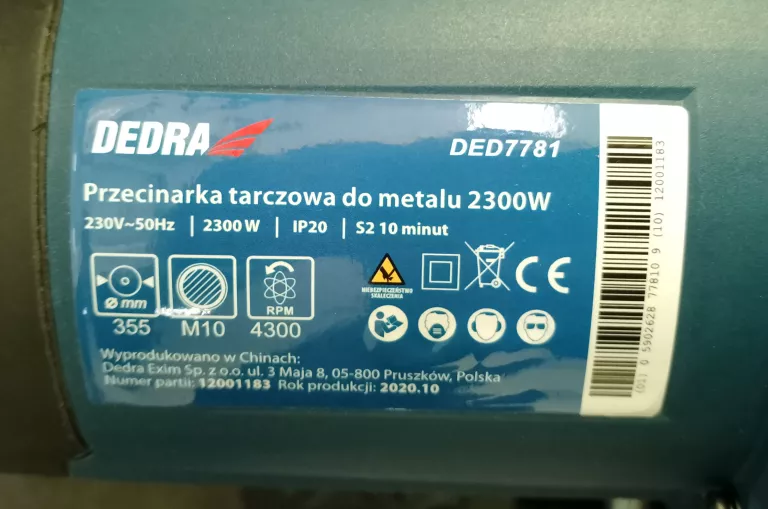 DEDRA
DED7781
Przecinarka tarczowa do metalu 2300W
230V~50Hz | 2300 W | IP20 | S2 10 minut
Ø mm
RPM
355
M10
4300
NIEBEZPIECZEŃSTWO
SKALECZENIA
CE
Wyprodukowano w Chinach:
Dedra Exim Sp. z o.o. ul. 3 Maja 8, 05-800 Pruszków, Polska
Numer partii: 12001183 Rok produkcji: 2020.10
(01) 0 5902628 77810 9 (10) 12001183